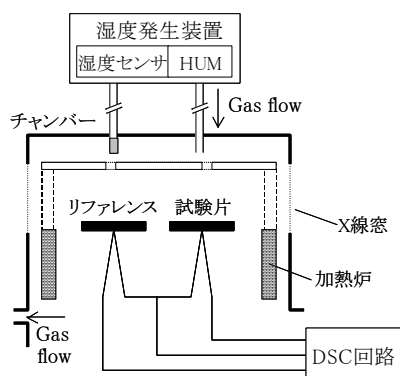 湿度発生装置
湿度センサ
HUM
Gas flow
チャンバー
リファレンス
試験片
X線窓
加熱炉
Gas
flow
DSC回路